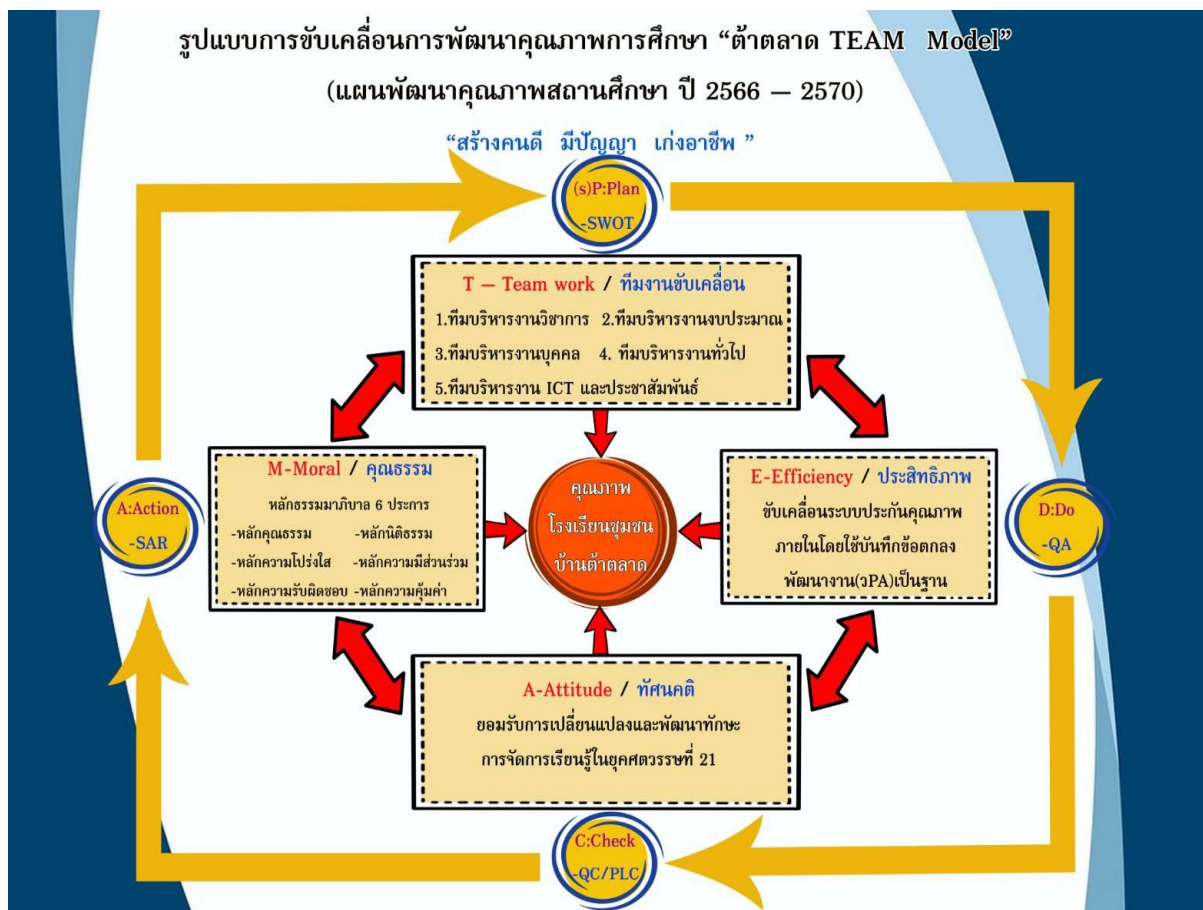 รูปแบบการขับเคลื่อนการพัฒนาคุณภาพการศึกษา “ต้าตลาด TEAM Model”
(แผนพัฒนาคุณภาพสถานศึกษา ปี 2566 – 2570)
“สร้างคนดี มีปัญญา เก่งอาชีพ ”
(s)P:Plan
-SWOT
T – Team work / ทีมงานขับเคลื่อน
1.ทีมบริหารงานวิชาการ 2.ทีมบริหารงานงบประมาณ
3.ทีมบริหารงานบุคคล 4. ทีมบริหารงานทั่วไป
5.ทีมบริหารงาน ICT และประชาสัมพันธ์
A:Action
-SAR
M-Moral / คุณธรรม
หลักธรรมมาภิบาล 6 ประการ
-หลักคุณธรรม -หลักนิติธรรม
-หลักความโปร่งใส -หลักความมีส่วนร่วม
-หลักความรับผิดชอบ -หลักความคุ้มค่า
คุณภาพ
โรงเรียนชุมชน
บ้านต้าตลาด
E-Efficiency / ประสิทธิภาพ
ขับเคลื่อนระบบประกันคุณภาพ
ภายในโดยใช้บันทึกข้อตกลง
พัฒนางาน(วPA)เป็นฐาน
D:Do
-QA
A-Attitude / ทัศนคติ
ยอมรับการเปลี่ยนแปลงและพัฒนาทักษะ
การจัดการเรียนรู้ในยุคศตวรรษที่ 21
C:Check
-QC/PLC